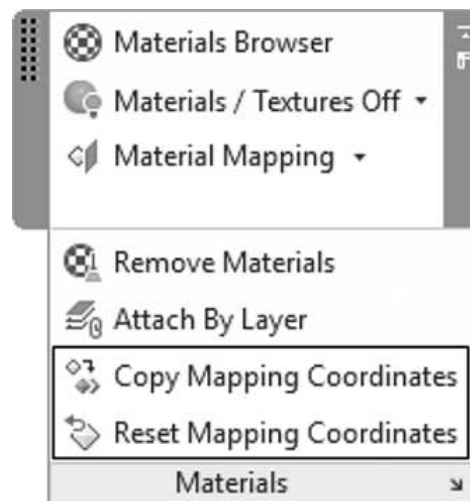 Materials Browser
Materials / Textures Off
Material Mapping
Remove Materials
Attach By Layer
Copy Mapping Coordinates
Reset Mapping Coordinates
Materials